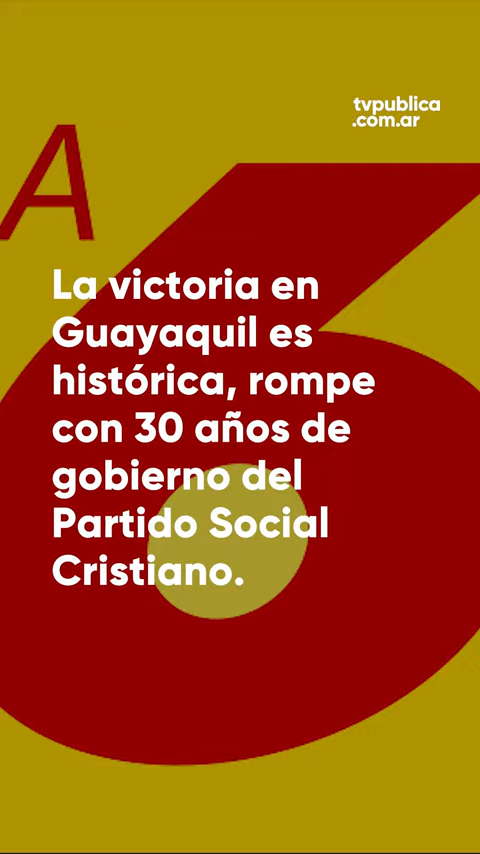 tvpublica
.com.ar
A
6
La victoria en
Guayaquil es
histórica, rompe
con 30 años de
gobierno del
Partido Social
Cristiano.